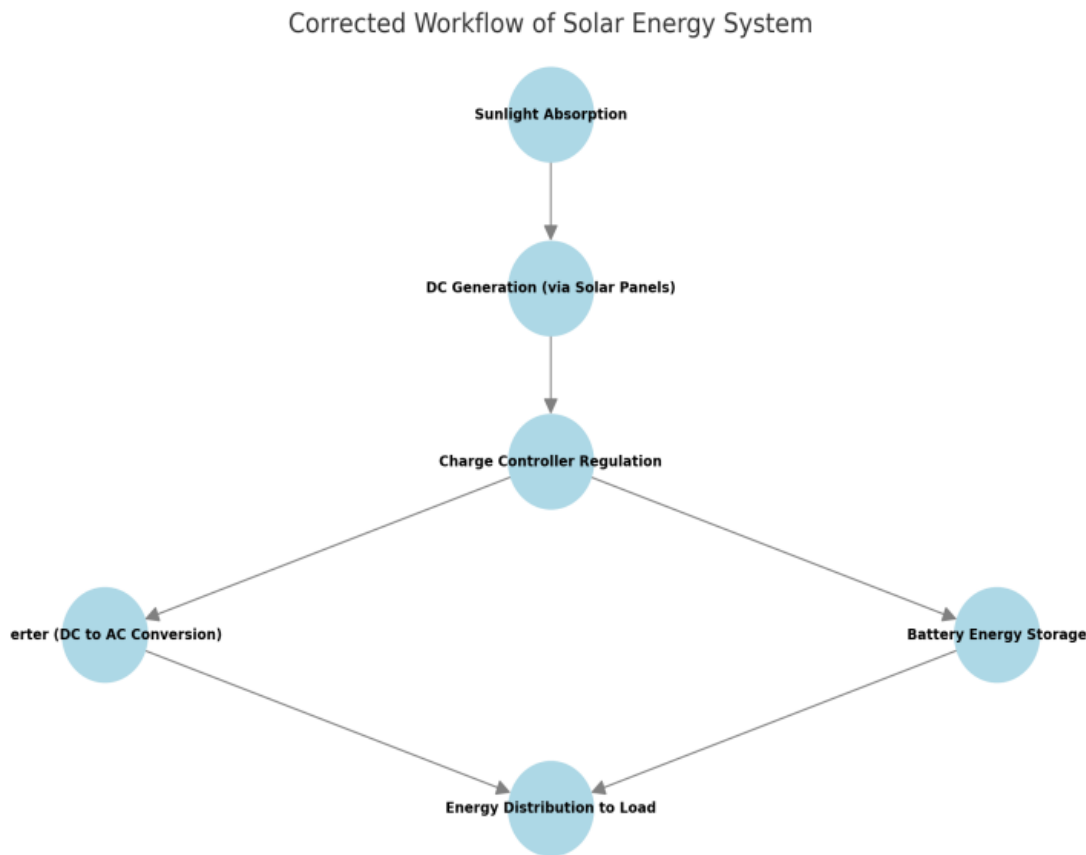 Corrected Workflow of Solar Energy System
Sunlight Absorption
DC Generation (via Solar Panels)
Charge Controller Regulation
erter (DC to AC Conversion)
Battery Energy Storage
Energy Distribution to Load